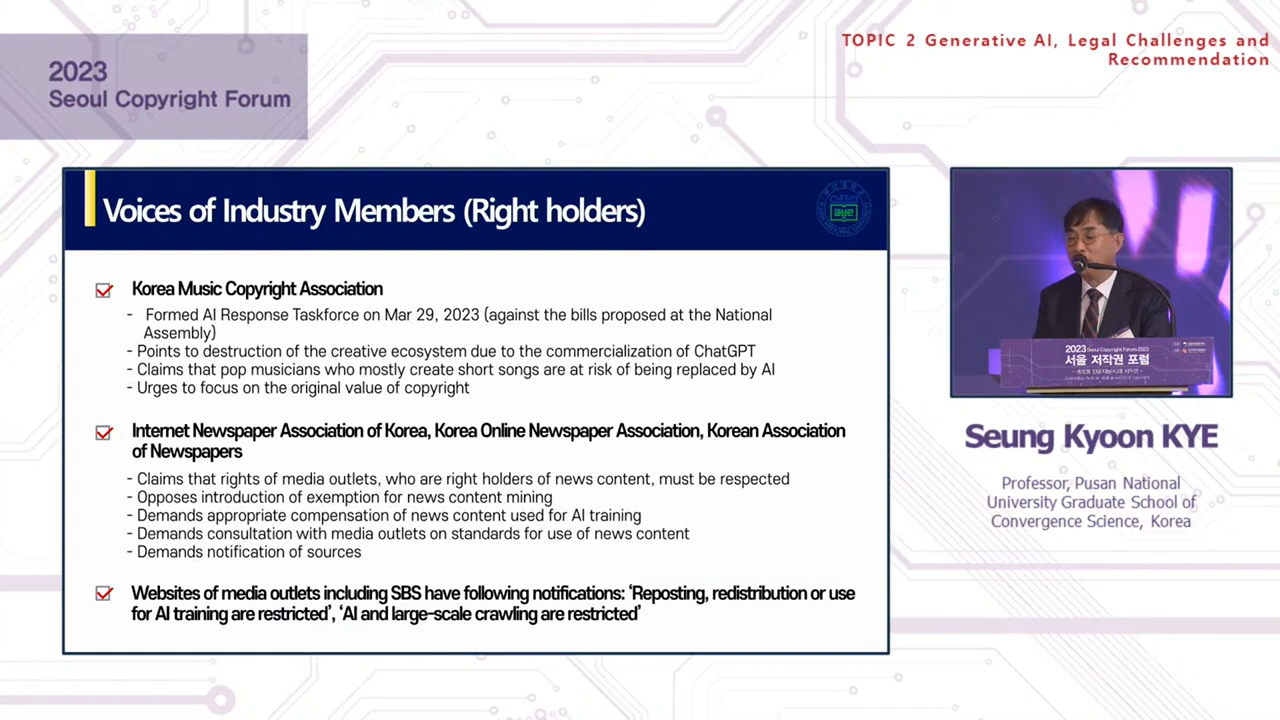 TOPIC 2 Generative AI, Legal Challenges and
Recommendation
2023
Seoul Copyright Forum
Voices of Industry Members (Right holders)
Korea Music Copyright Association
- Formed AI Response Taskforce on Mar 29, 2023 (against the bills proposed at the National
Assembly)
- Points to destruction of the creative ecosystem due to the commercialization of ChatGPT
- Claims that pop musicians who mostly create short songs are at risk of being replaced by AI
- Urges to focus on the original value of copyright
Internet Newspaper Association of Korea, Korea Online Newspaper Association, Korean Association
of Newspapers
- Claims that rights of media outlets, who are right holders of news content, must be respected
- Opposes introduction of exemption for news content mining
- Demands appropriate compensation of news content used for AI training
- Demands consultation with media outlets on standards for use of news content
- Demands notification of sources
Websites of media outlets including SBS have following notifications: ‘Reposting, redistribution or use
for AI training are restricted’, ‘AI and large-scale crawling are restricted’
2023 Seoul Copyright Forum 2023
서울 저작권 포럼
Seung Kyoon KYE
Professor, Pusan National
University Graduate School of
Convergence Science, Korea